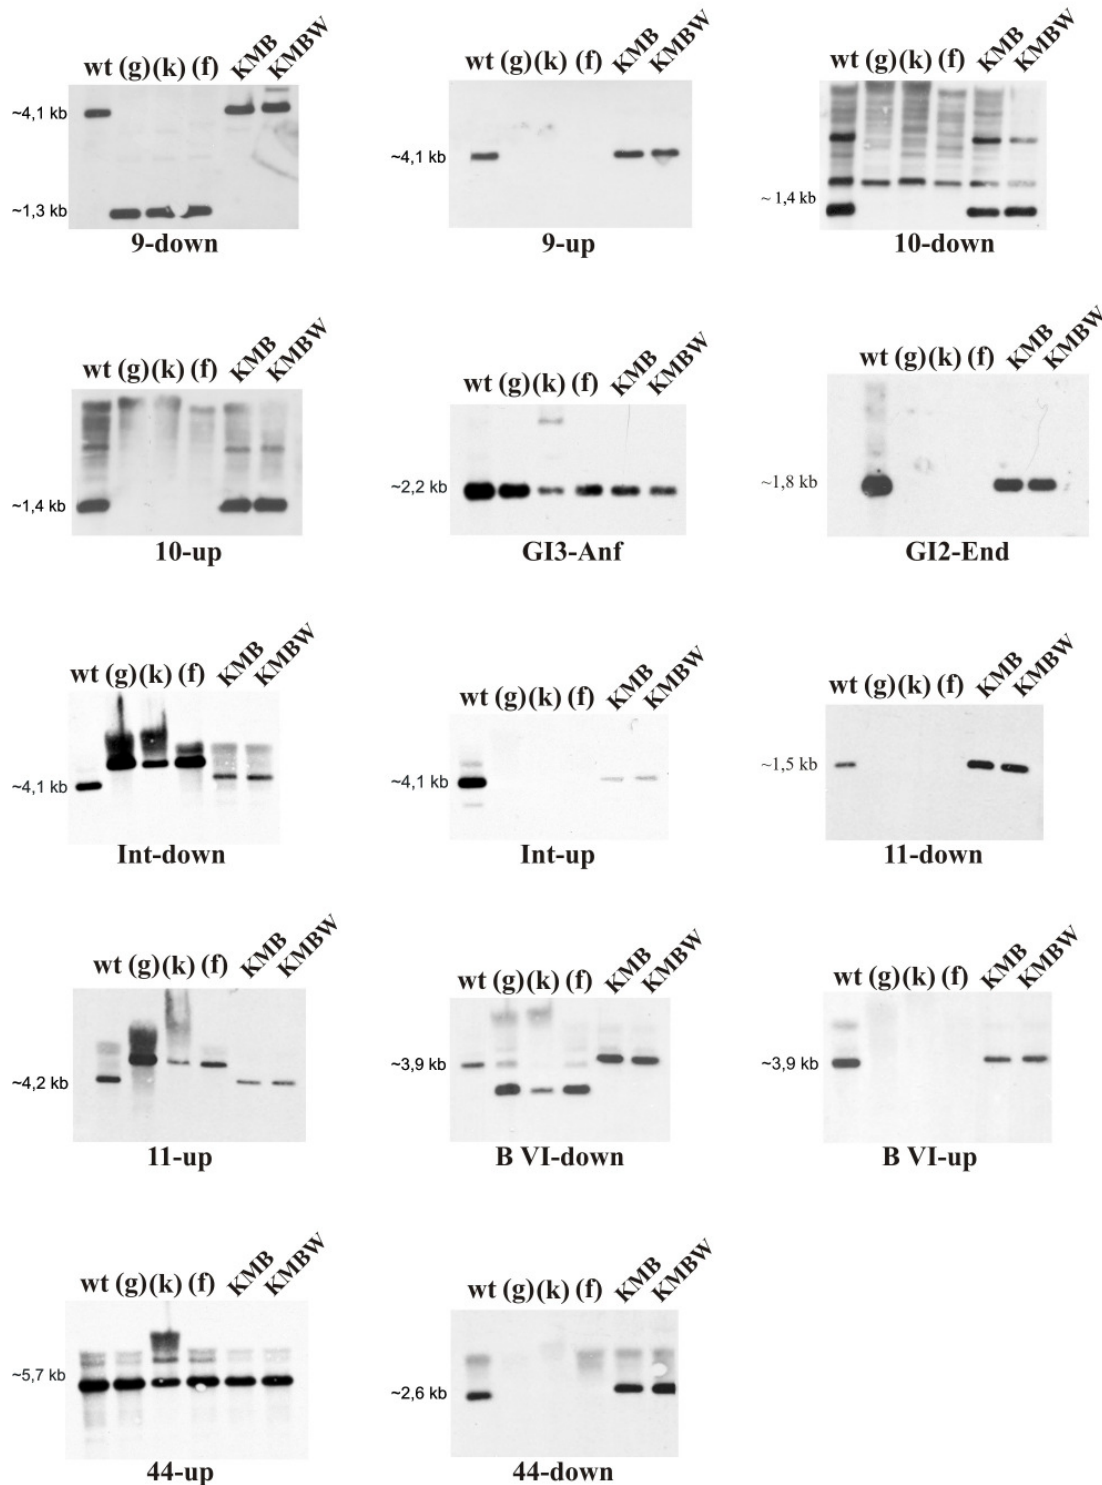 wt (g)(k) (f) KMB KMBW
~4,1 kb
~1,3 kb
9-down
wt (g)(k) (f) KMB KMBW
~4,1 kb
9-up
wt (g) (k) (f) KMB KMBW
~ 1,4 kb
10-down
wt (g) (k) (f) KMB KMBW
~1,4 kb
10-up
wt (g) (k) (f) KMB KMBW
~2,2 kb
GI3-Anf
wt (g) (k) (f) KMB KMBW
~1,8 kb
GI2-End
wt (g)(k) (f) KMB KMBW
~4,1 kb
Int-down
wt (g) (k) (f) KMB KMBW
~4,1 kb
Int-up
wt (g)(k) (f) KMB KMBW
~1,5 kb
11-down
wt (g)(k) (f) KMB KMBW
~4,2 kb
11-up
wt (g)(k) (f) KMB KMBW
~3,9 kb
B VI-down
wt (g)(k) (f) KMB KMBW
~3,9 kb
B VI-up
wt (g)(k) (f) KMB KMBW
~5,7 kb
44-up
wt (g)(k) (f) KMB KMBW
~2,6 kb
44-down